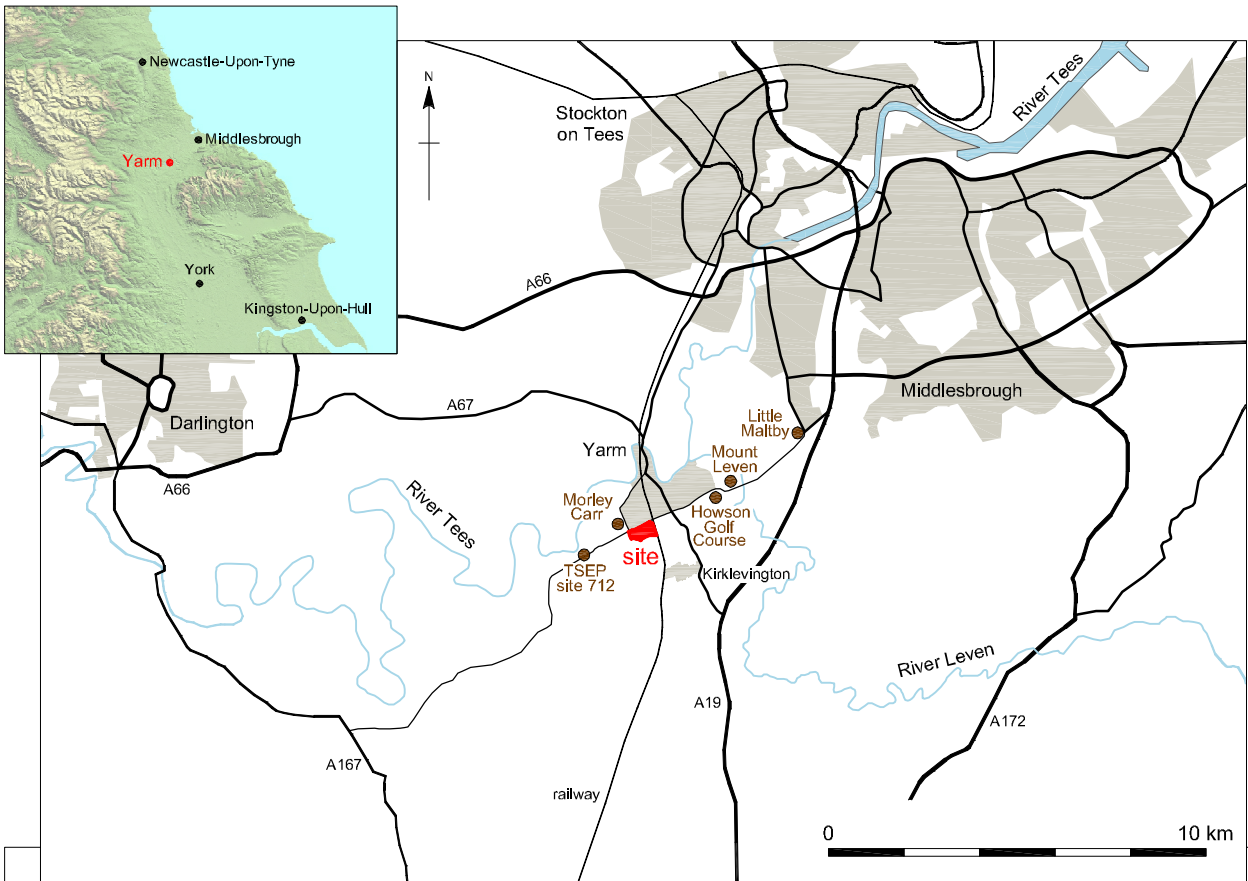 Newcastle-Upon-Tyne
Middlesbrough
Yarm
York
Kingston-Upon-Hull
N
Stockton
on Tees
River Tees
A66
Darlington
A67
A66
River Tees
Yarm
Middlesbrough
Little
Maltby
Mount
Leven
Howson
Golf
Course
Morley
Carr
site
TSEP
site 712
Kirklevington
River Leven
A19
A172
A167
railway
0
10 km